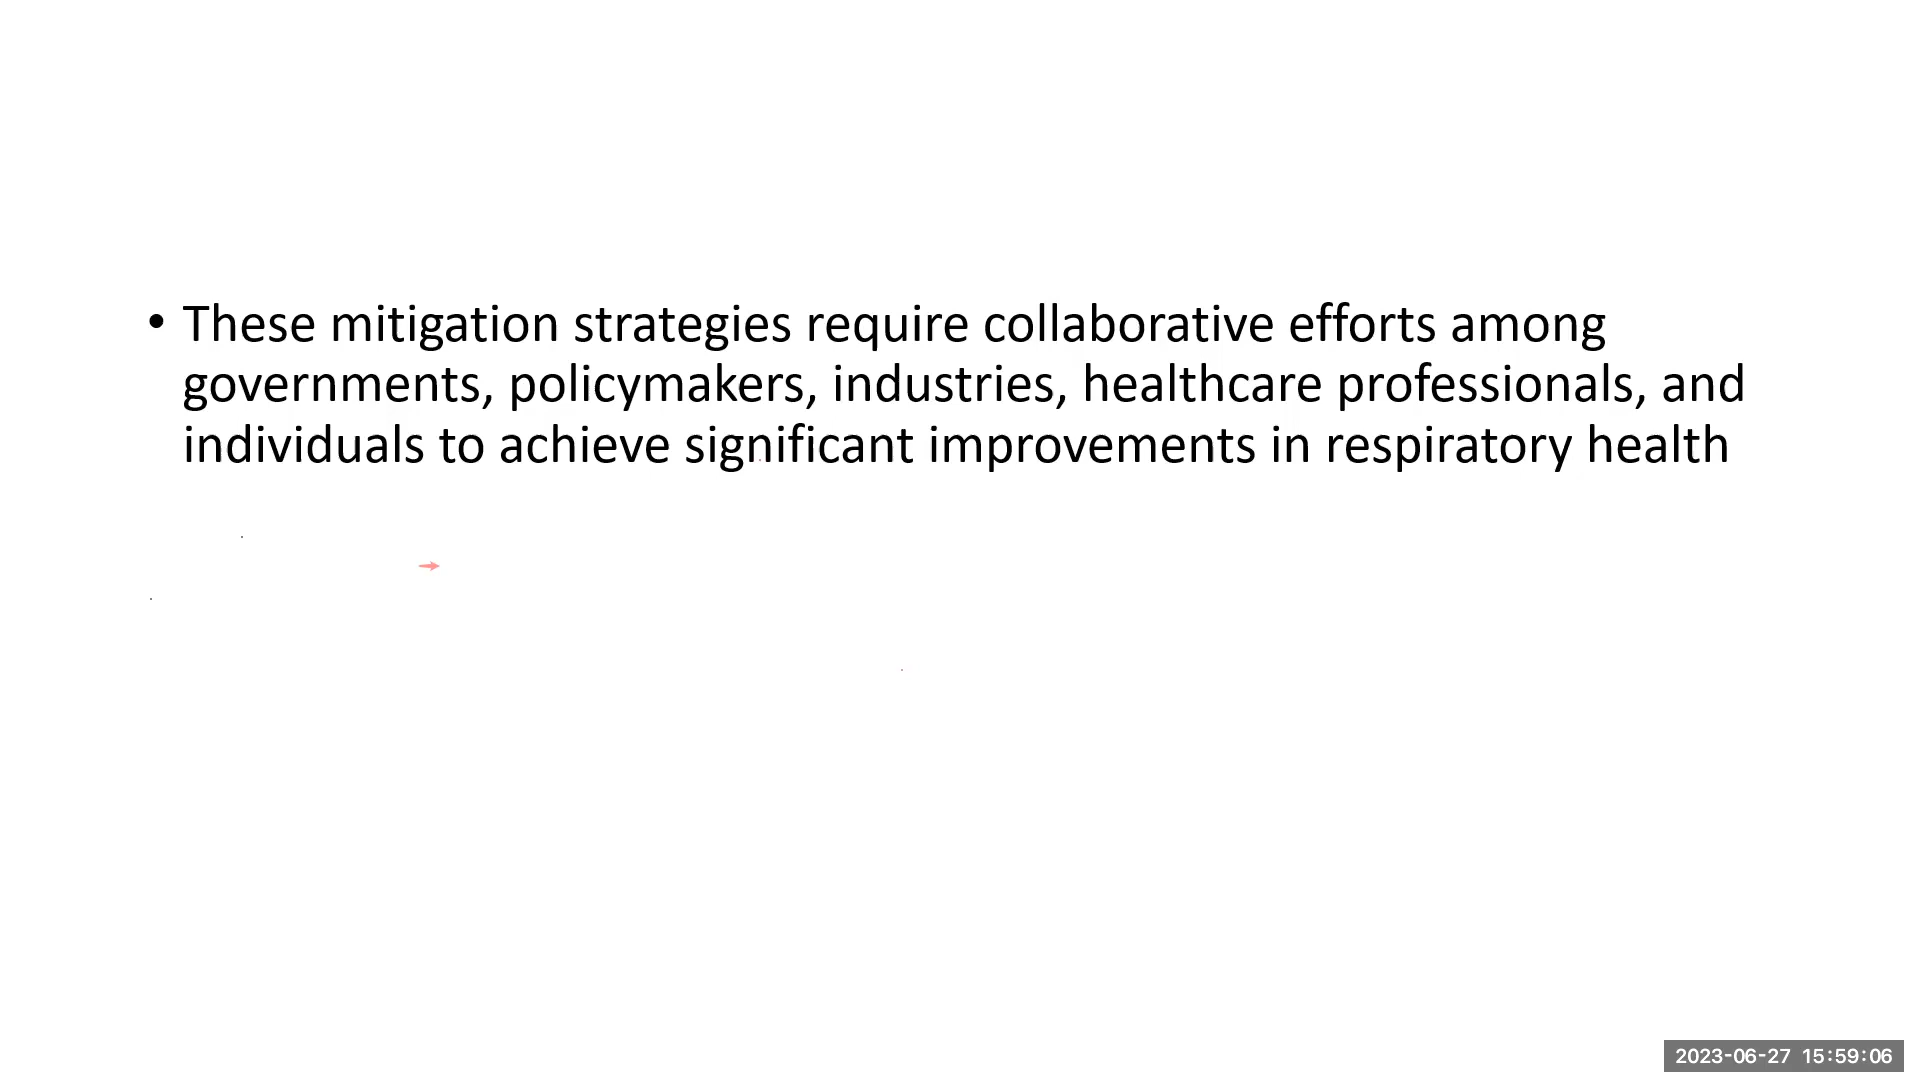 • These mitigation strategies require collaborative efforts among
governments, policymakers, industries, healthcare professionals, and
individuals to achieve significant improvements in respiratory health
2023-06-27 15:59:06